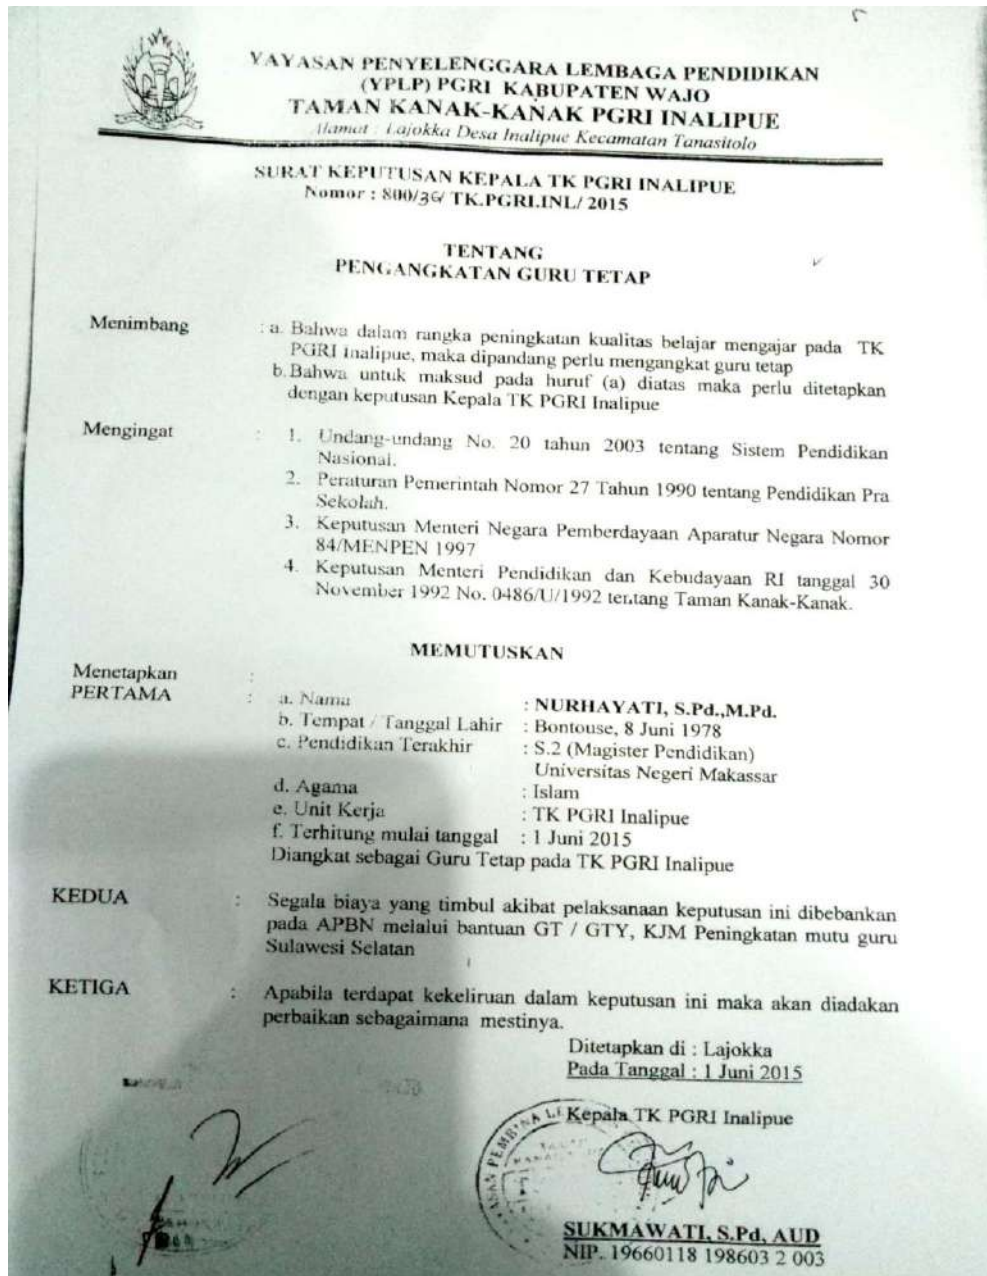 YAYASAN PENYELENGGARA LEMBAGA PENDIDIKAN
(YPLP) PGRI KABUPATEN WAJO
TAMAN KANAK-KANAK PGRI INALIPUE
Alamat : Lajokka Desa Inalipue Kecamatan Tanasitolo
SURAT KEPUTUSAN KEPALA TK PGRI INALIPUE
Nomor : 800/36/ TK.PGRI.INL/ 2015
TENTANG
PENGANGKATAN GURU TETAP
Menimbang : a. Bahwa dalam rangka peningkatan kualitas belajar mengajar pada TK
PGRI Inalipue, maka dipandang perlu mengangkat guru tetap
b. Bahwa untuk maksud pada huruf (a) diatas maka perlu ditetapkan
dengan keputusan Kepala TK PGRI Inalipue
Mengingat : 1. Undang-undang No. 20 tahun 2003 tentang Sistem Pendidikan
Nasional.
2. Peraturan Pemerintah Nomor 27 Tahun 1990 tentang Pendidikan Pra
Sekolah.
3. Keputusan Menteri Negara Pemberdayaan Aparatur Negara Nomor
84/MENPEN 1997
4. Keputusan Menteri Pendidikan dan Kebudayaan RI tanggal 30
November 1992 No. 0486/U/1992 tentang Taman Kanak-Kanak.
MEMUTUSKAN
Menetapkan :
PERTAMA : a. Nama : NURHAYATI, S.Pd.,M.Pd.
b. Tempat / Tanggal Lahir : Bontouse, 8 Juni 1978
c. Pendidikan Terakhir : S.2 (Magister Pendidikan)
Universitas Negeri Makassar
d. Agama : Islam
e. Unit Kerja : TK PGRI Inalipue
f. Terhitung mulai tanggal : 1 Juni 2015
Diangkat sebagai Guru Tetap pada TK PGRI Inalipue
KEDUA : Segala biaya yang timbul akibat pelaksanaan keputusan ini dibebankan
pada APBN melalui bantuan GT / GTY, KJM Peningkatan mutu guru
Sulawesi Selatan
KETIGA : Apabila terdapat kekeliruan dalam keputusan ini maka akan diadakan
perbaikan sebagaimana mestinya.
Ditetapkan di : Lajokka
Pada Tanggal : 1 Juni 2015
Kepala TK PGRI Inalipue
SUKMAWATI, S.Pd, AUD
NIP. 19660118 198603 2 003